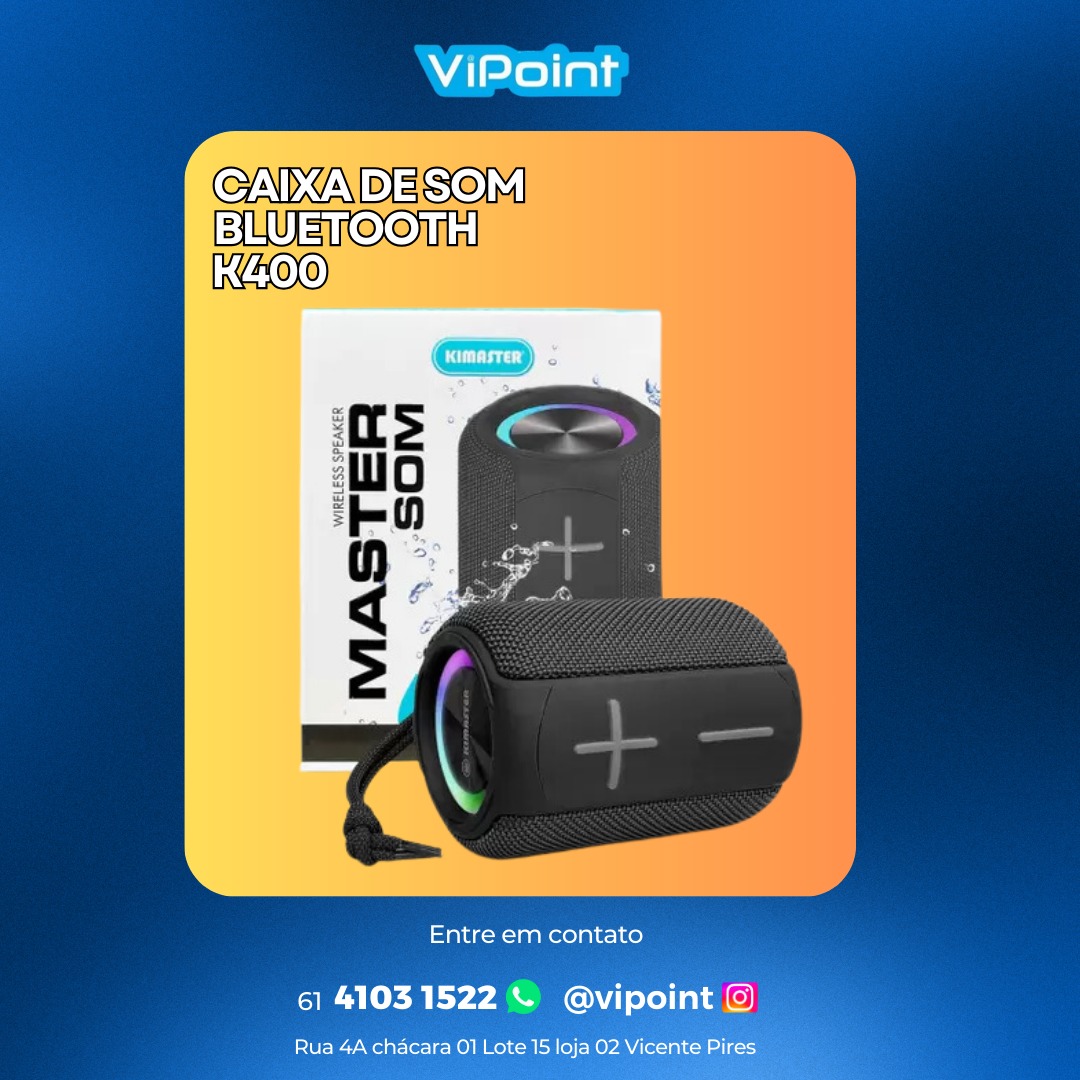 ViPoint
CAIXA DE SOM
BLUETOOTH
K400
KIMASTER
WIRELESS SPEAKER
MASTER
SOM
KIMASTER
Entre em contato
61 4103 1522 @vipoint
Rua 4A chácara 01 Lote 15 loja 02 Vicente Pires